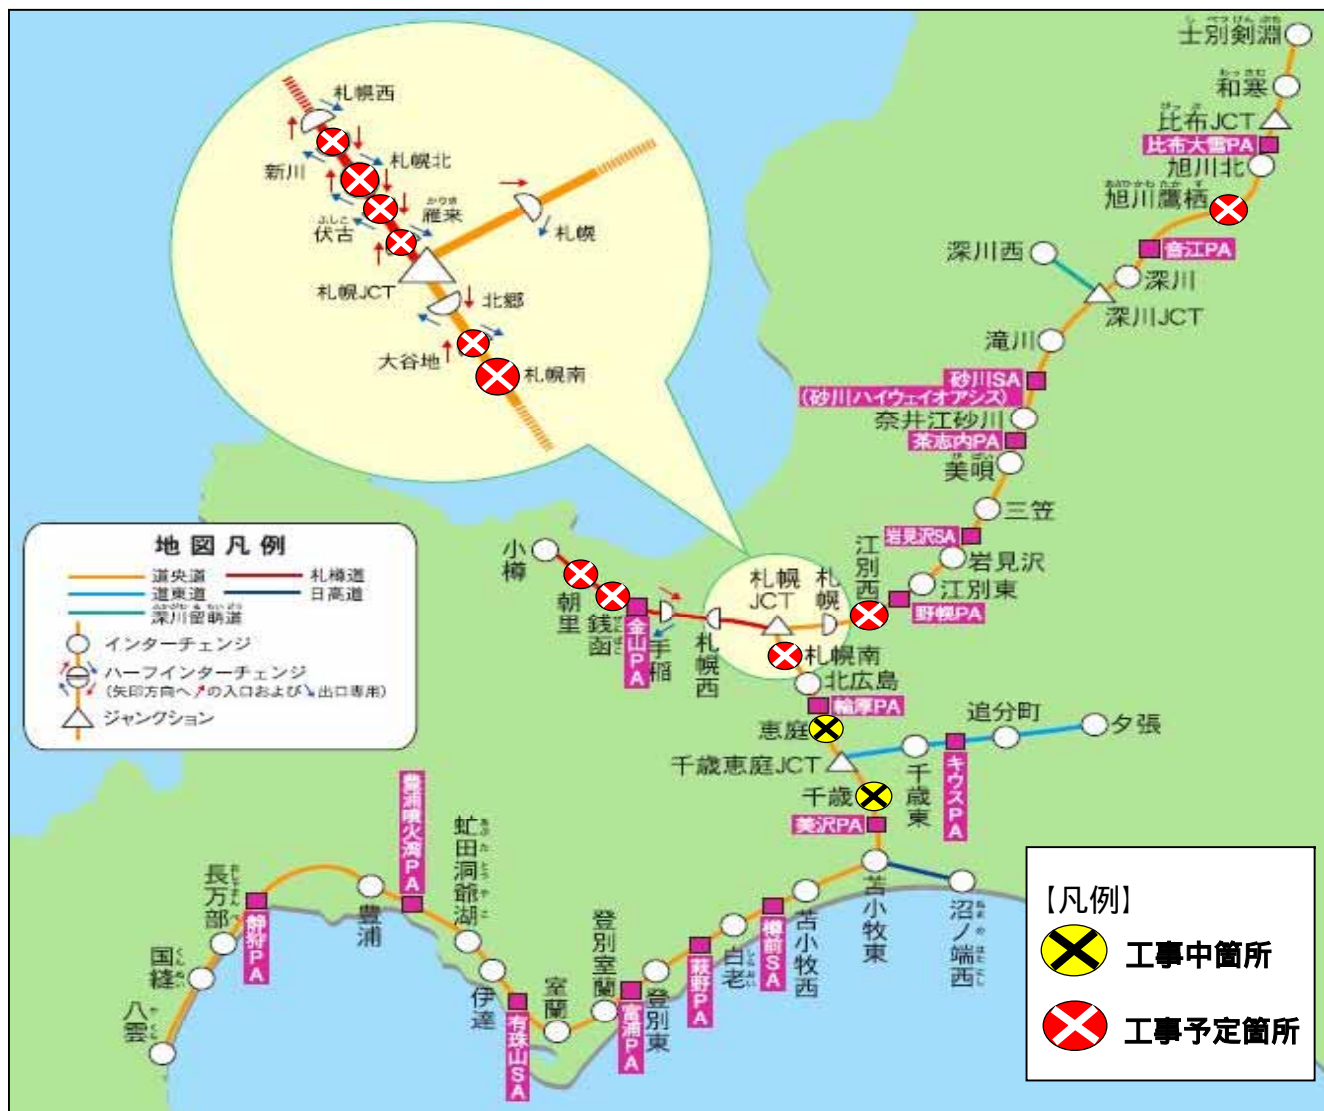 士別剣淵
和寒
比布JCT
比布大雪PA
旭川北
旭川鷹栖
音江PA
深川西
深川
深川JCT
滝川
砂川SA
(砂川ハイウェイオアシス)
奈井江砂川
茶志内PA
美唄
三笠
岩見沢SA
岩見沢
江別東
野幌PA
江別西
札幌西
新川
札幌北
雁来
かりき
伏古
ふしこ
札幌
札幌JCT
北郷
大谷地
札幌南
小樽
朝里
銭函
金山PA
手稲
札幌西
札幌
JCT
札幌
札幌南
北広島
輪厚PA
恵庭
千歳恵庭JCT
追分町
夕張
千歳東
キウスPA
千歳
美沢PA
苫小牧東
沼ノ端西
苫小牧西
樽前SA
白老
萩野PA
登別東
富浦PA
登別室蘭
室蘭
有珠山SA
伊達
虻田洞爺湖
豊浦噴火湾PA
豊浦
静狩PA
長万部
国縫
八雲
地図凡例
道央道
札樽道
道東道
日高道
深川留萌道
インターチェンジ
ハーフインターチェンジ
(矢印方向へ↗の入口および↘出口専用)
ジャンクション
【凡例】
工事中箇所
工事予定箇所